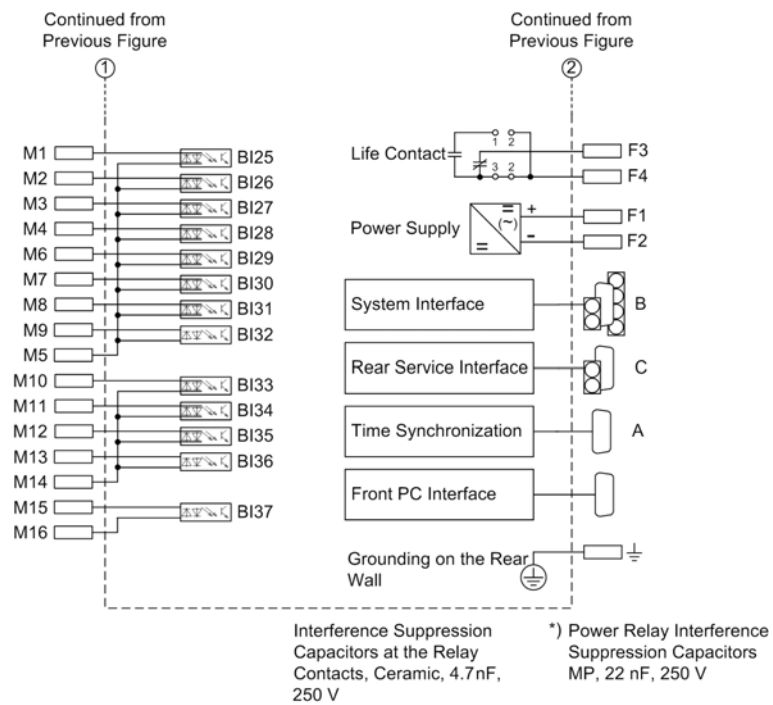 Continued from
Previous Figure
1
Continued from
Previous Figure
2
M1
BI25
M2
BI26
M3
BI27
M4
BI28
M6
BI29
M7
BI30
M8
BI31
M9
BI32
M5
M10
BI33
M11
BI34
M12
BI35
M13
BI36
M14
M15
BI37
M16
Life Contact
1 2
3 2
F3
F4
Power Supply
=
(~)
=
+
-
F1
F2
System Interface
B
Rear Service Interface
C
Time Synchronization
A
Front PC Interface
Grounding on the Rear
Wall
Interference Suppression
Capacitors at the Relay
Contacts, Ceramic, 4.7nF,
250 V
*) Power Relay Interference
Suppression Capacitors
MP, 22 nF, 250 V